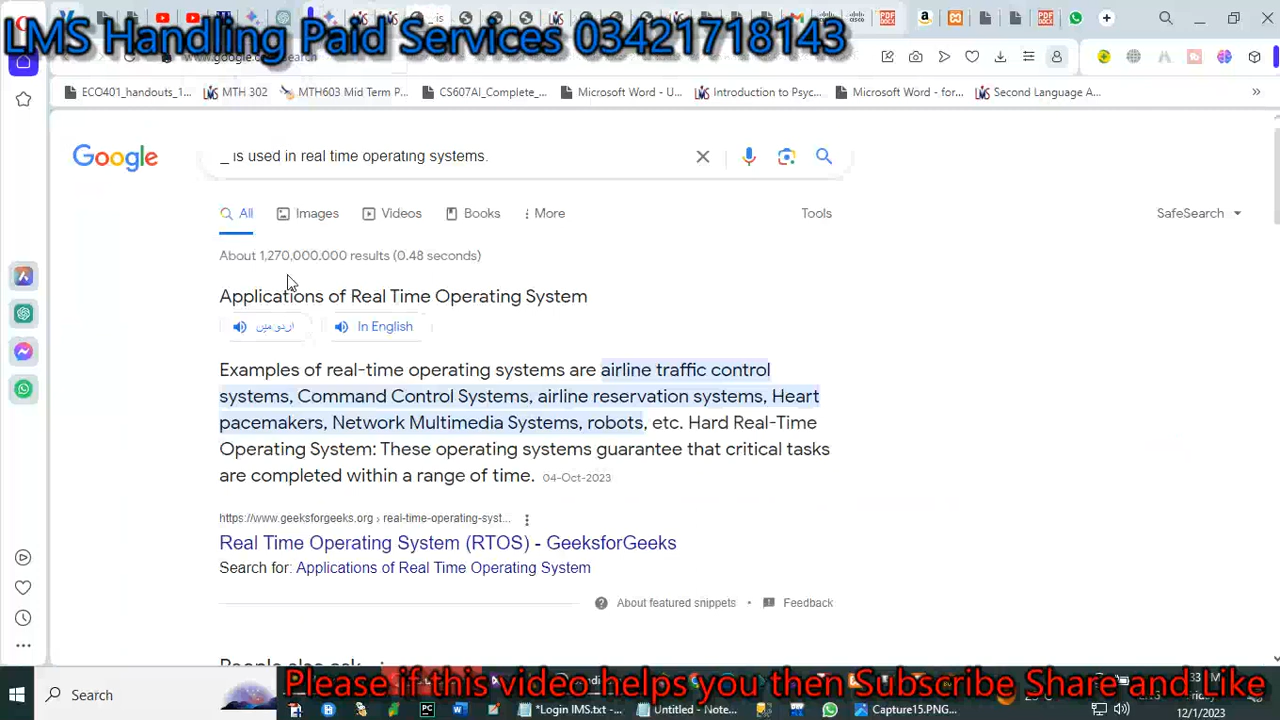 LMS Handling Paid Services 03421718143
ECO401_handouts_1...
MTH 302
MTH603 Mid Term P...
CS607AI_Complete_...
Microsoft Word - U...
Introduction to Psyc...
Microsoft Word - for...
Second Language A...
Google
_ is used in real time operating systems.
All
Images
Videos
Books
More
Tools
SafeSearch
About 1,270,000,000 results (0.48 seconds)
Applications of Real Time Operating System
اردو میں
In English
Examples of real-time operating systems are airline traffic control
systems, Command Control Systems, airline reservation systems, Heart
pacemakers, Network Multimedia Systems, robots, etc. Hard Real-Time
Operating System: These operating systems guarantee that critical tasks
are completed within a range of time. 04-Oct-2023
https://www.geeksforgeeks.org › real-time-operating-syst...
Real Time Operating System (RTOS) - GeeksforGeeks
Search for: Applications of Real Time Operating System
About featured snippets
Feedback
Please if this video helps you then Subscribe Share and Like
Search
*Login IMS.txt - ...
Untitled - Note...
Capture15.PNG...
12/1/2023